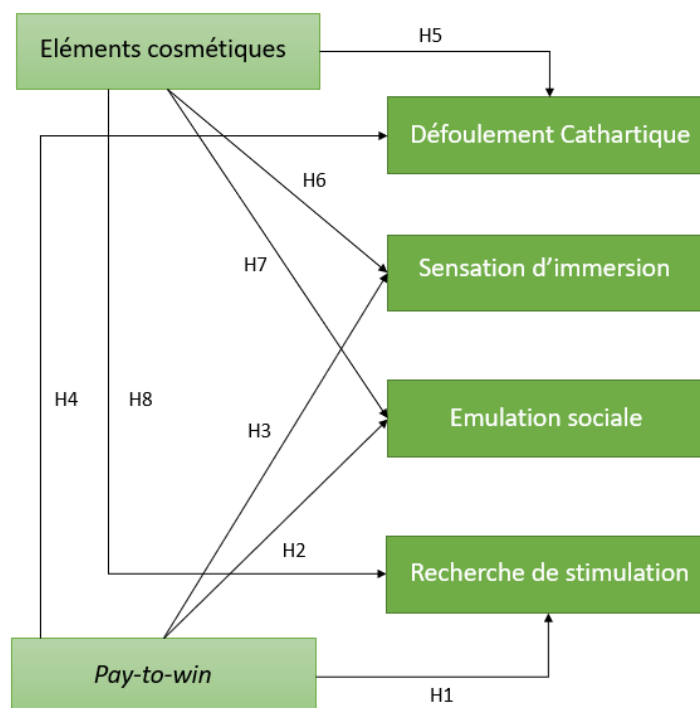 H5
Eléments cosmétiques
Défoulement Cathartique
H6
H7
Sensation d'immersion
H4
H8
H3
Emulation sociale
H2
Recherche de stimulation
Pay-to-win
H1